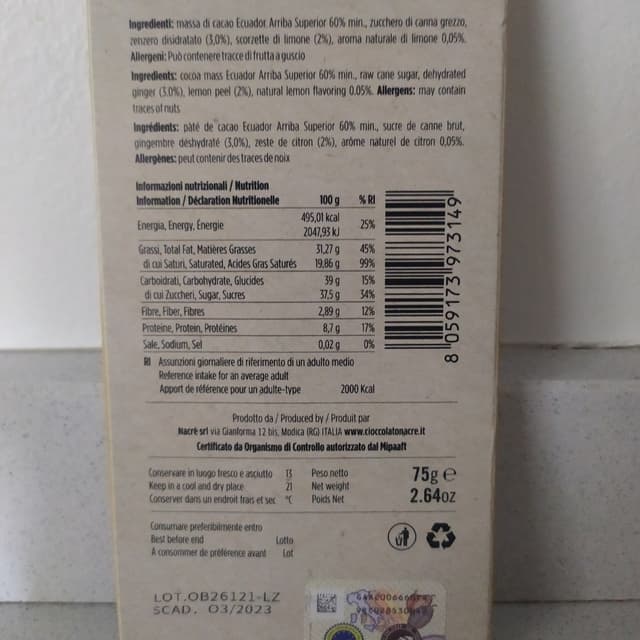 Ingredienti: massa di cacao Ecuador Arriba Superior 60% min., zucchero di canna grezzo,
zenzero disidratato (3,0%), scorzette di limone (2%), aroma naturale di limone 0,05%.
Allergeni: Può contenere tracce di frutta a guscio
Ingredients: cocoa mass Ecuador Arriba Superior 60% min., raw cane sugar, dehydrated
ginger (3.0%), lemon peel (2%), natural lemon flavoring 0.05%. Allergens: may contain
traces of nuts
Ingrédients: pâté de cacao Ecuador Arriba Superior 60% min., sucre de canne brut,
gingembre déshydraté (3,0%), zeste de citron (2%), arôme naturel de citron 0,05%.
Allergènes: peut contenir des traces de noix
Informazioni nutrizionali / Nutrition
Information / Déclaration Nutritionelle 100 g % RI
Energia, Energy, Énergie 495,01 kcal 2047,93 kJ 25%
Grassi, Total Fat, Matières Grasses 31,27 g 45%
di cui Saturi, Saturated, Acides Gras Saturés 19,86 g 99%
Carboidrati, Carbohydrate, Glucides 39 g 15%
di cui Zuccheri, Sugar, Sucres 37,5 g 34%
Fibre, Fiber, Fibres 2,89 g 12%
Proteine, Protein, Protéines 8,7 g 17%
Sale, Sodium, Sel 0,02 g 0%
RI Assunzioni giornaliere di riferimento di un adulto medio
Reference intake for an average adult
Apport de référence pour un adulte-type 2000 Kcal
8 059173 973149
Prodotto da / Produced by / Produit par
Nacrè srl via Gianforma 12 bis, Modica (RG) ITALIA www.cioccolatonacre.it
Certificato da Organismo di Controllo autorizzato dal Mipaaft
Conservare in luogo fresco e asciutto 13 Peso netto 75g e
Keep in a cool and dry place 21 Net weight 2.64oz
Conserver dans un endroit frais et sec °C Poids Net
Consumare preferibilmente entro
Best before end Lotto
A consommer de préférence avant Lot
LOT.OB26121-LZ
SCAD. 03/2023